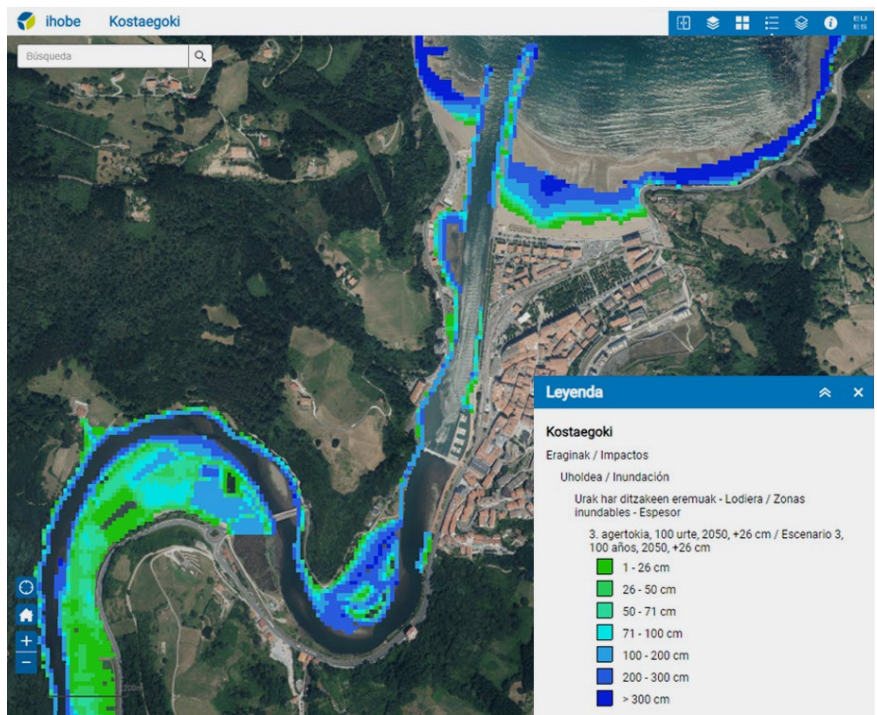 ihobe Kostaegoki
EU
ES
Búsqueda
Leyenda
Kostaegoki
Eraginak / Impactos
Uholdea / Inundación
Urak har ditzakeen eremuak - Lodiera / Zonas
inundables - Espesor
3. agertokia, 100 urte, 2050, +26 cm / Escenario 3,
100 años, 2050, +26 cm
1 - 26 cm
26 - 50 cm
50 - 71 cm
71 - 100 cm
100 - 200 cm
200 - 300 cm
> 300 cm
+
−
200m